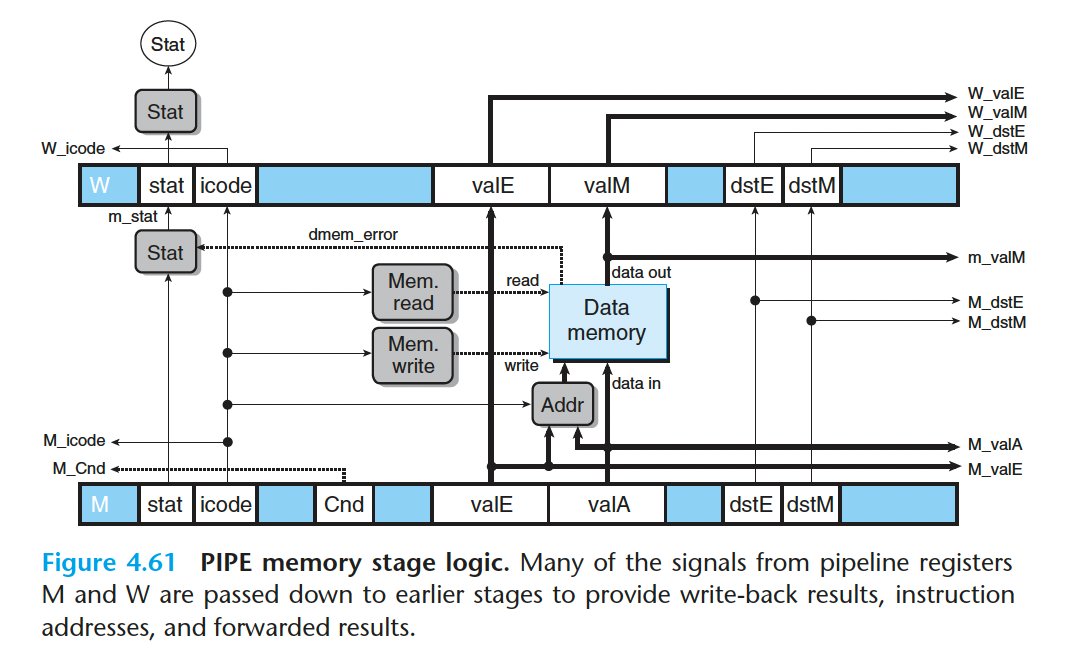 Stat
Stat
W_valE
W_valM
W_dstE
W_dstM
W_icode
W stat icode valE valM dstE dstM
m_stat
Stat
dmem_error
m_valM
data out
Mem.
read
read
Data
memory
M_dstE
M_dstM
Mem.
write
write
data in
Addr
M_icode
M_valA
M_Cnd
M_valE
M stat icode Cnd valE valA dstE dstM
Figure 4.61 PIPE memory stage logic. Many of the signals from pipeline registers
M and W are passed down to earlier stages to provide write-back results, instruction
addresses, and forwarded results.